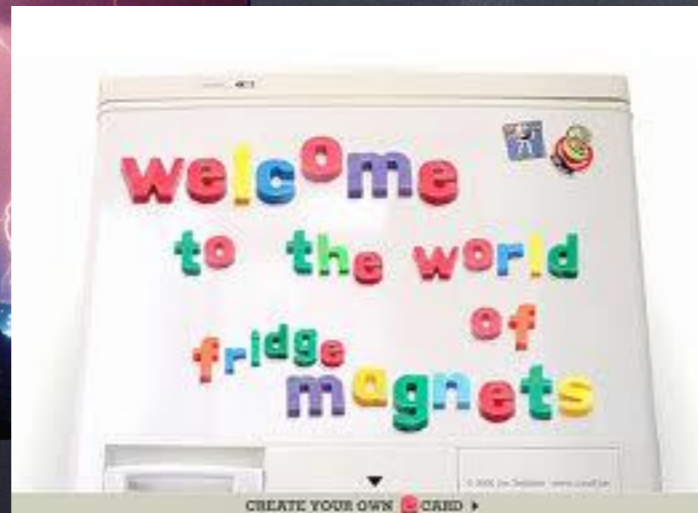 welcome
to the world
of
fridge
magnets
CREATE YOUR OWN e CARD